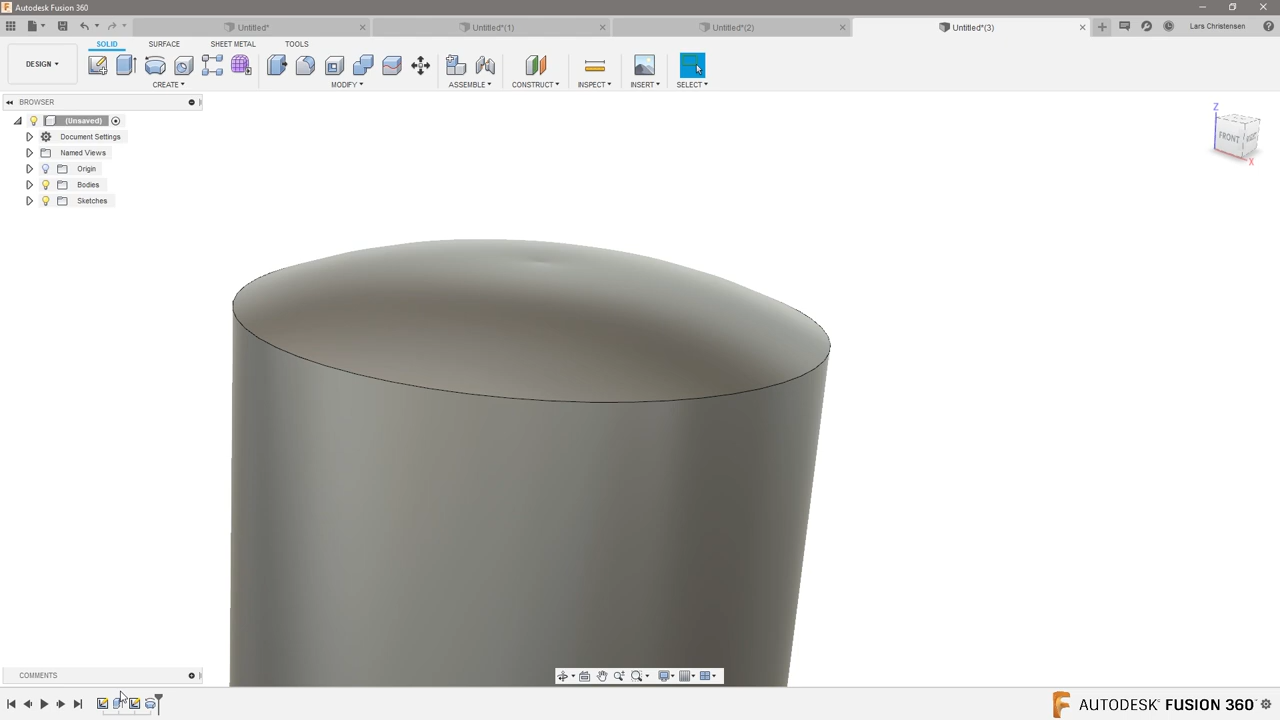 Autodesk Fusion 360
Untitled*
Untitled*(1)
Untitled*(2)
Untitled*(3)
Lars Christensen
DESIGN
SOLID
SURFACE
SHEET METAL
TOOLS
CREATE
MODIFY
ASSEMBLE
CONSTRUCT
INSPECT
INSERT
SELECT
BROWSER
(Unsaved)
Document Settings
Named Views
Origin
Bodies
Sketches
Z
FRONT
RIGHT
X
COMMENTS
AUTODESK FUSION 360